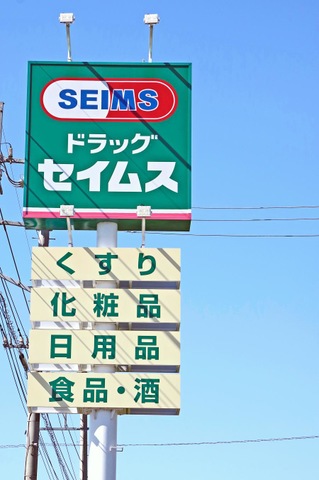 SEIMS
ドラッグ
セイムス
くすり
化粧品
日用品
食品・酒